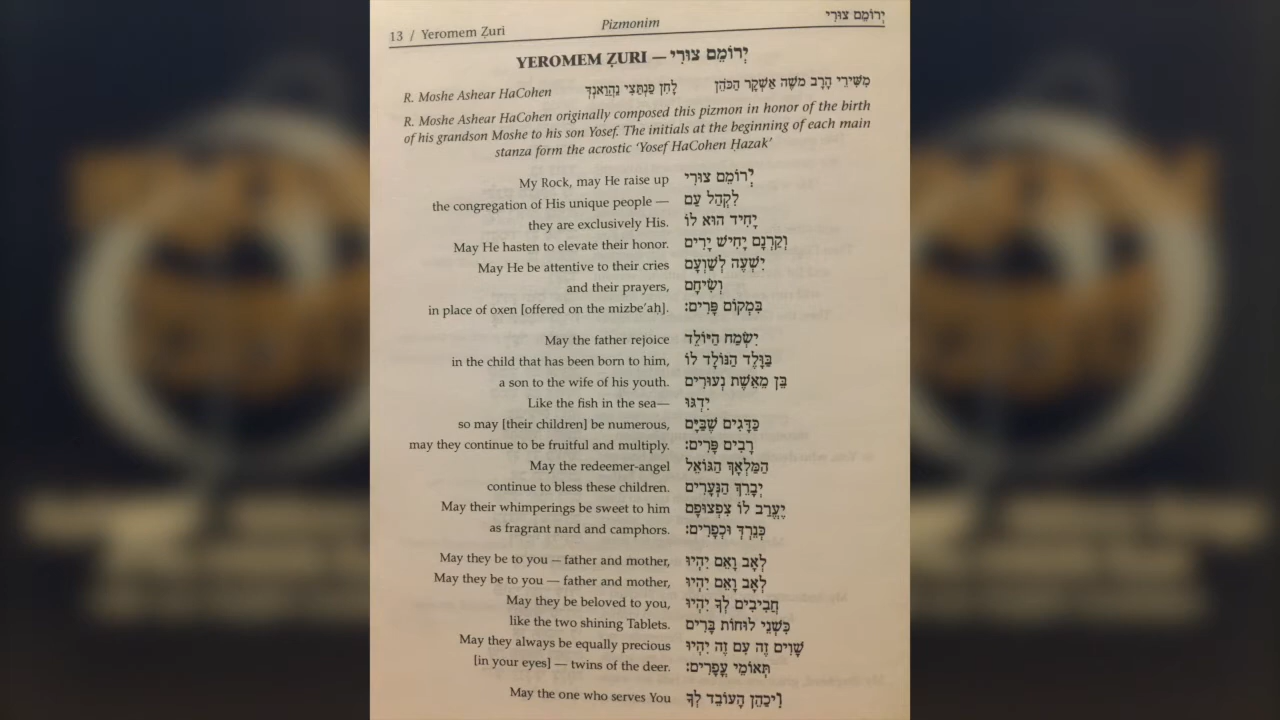 13 / Yeromem Ẓuri Pizmonim יְרוֹמֵם צוּרִי
YEROMEM ẒURI — יְרוֹמֵם צוּרִי
R. Moshe Ashear HaCohen לָחַן פַנְתַּצִי נַהֲוַאנְדְ מִשִּׁירֵי הָרָב מֹשֶׁה אַשְׁקָר הַכֹּהֵן
R. Moshe Ashear HaCohen originally composed this pizmon in honor of the birth
of his grandson Moshe to his son Yosef. The initials at the beginning of each main
stanza form the acrostic ‘Yosef HaCohen Ḥazak’
My Rock, may He raise up יְרוֹמֵם צוּרִי
the congregation of His unique people — לִקְהַל עַם
they are exclusively His. יָחִיד הוּא לוֹ
May He hasten to elevate their honor. וְקַרְנָם יָחִישׁ יָרִים
May He be attentive to their cries יִשְׁעֶה לְשַׁוְעָם
and their prayers, וְשִׂיחָם
in place of oxen [offered on the mizbe’aḥ]. בִּמְקוֹם פָּרִים:
May the father rejoice יִשְׂמַח הַיּוֹלֵד
in the child that has been born to him, בַּוָּלֶד הַנּוֹלָד לוֹ
a son to the wife of his youth. בֵּן מֵאֵשֶׁת נְעוּרִים
Like the fish in the sea— יִדְגּוּ
so may [their children] be numerous, כַּדָּגִים שֶׁבַּיָּם
may they continue to be fruitful and multiply. רָבִים פָּרִים:
May the redeemer-angel הַמַּלְאָךְ הַגּוֹאֵל
continue to bless these children. יְבָרֵךְ הַנְּעָרִים
May their whimperings be sweet to him יֶעֱרַב לוֹ צִפְצוּפָם
as fragrant nard and camphors. כְּנֵרְדְּ וּכְפָרִים:
May they be to you — father and mother, לְאָב וָאֵם יִהְיוּ
May they be to you — father and mother, לְאָב וָאֵם יִהְיוּ
May they be beloved to you, חֲבִיבִים לְךָ יִהְיוּ
like the two shining Tablets. כִּשְׁנֵי לוּחוֹת בָּרִים
May they always be equally precious שָׁוִים זֶה עִם זֶה יִהְיוּ
[in your eyes] — twins of the deer. תְּאוֹמֵי עֳפָרִים:
May the one who serves You וִיכַהֵן הָעוֹבֵד לְךָ